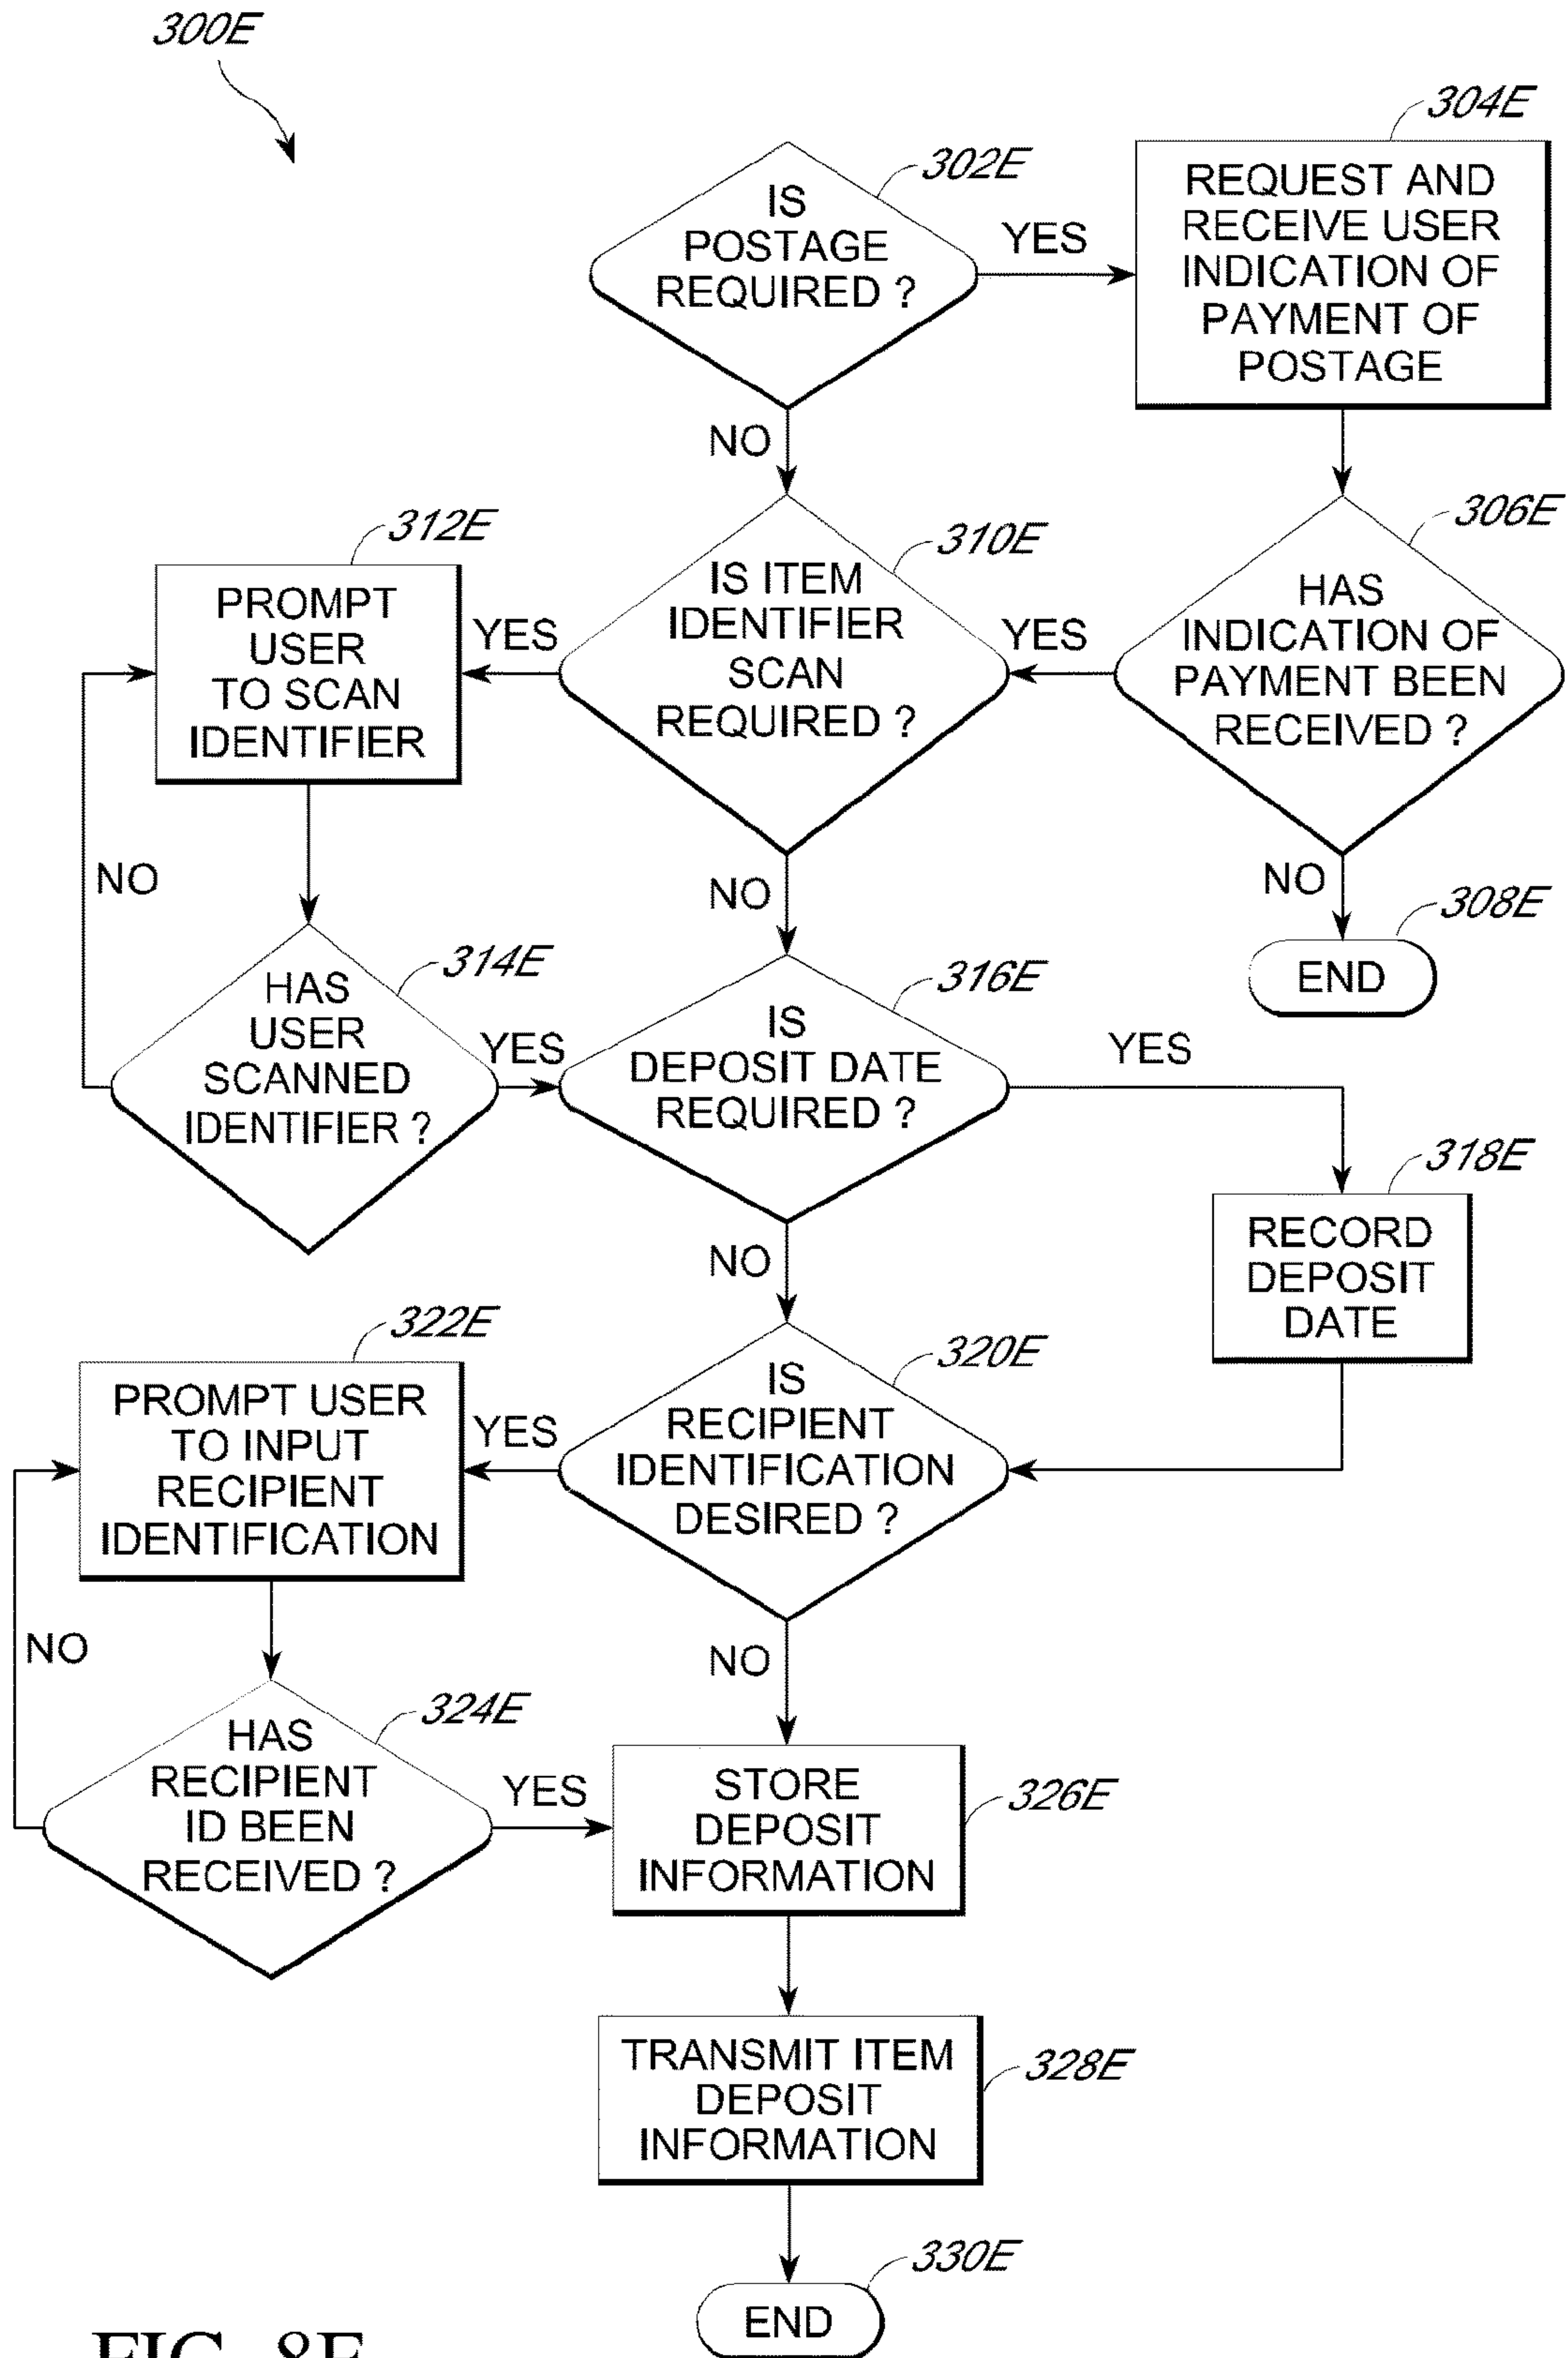 300E
302E
IS
POSTAGE
REQUIRED ?
YES
304E
REQUEST AND
RECEIVE USER
INDICATION OF
PAYMENT OF
POSTAGE
NO
306E
HAS
INDICATION OF
PAYMENT BEEN
RECEIVED ?
YES
NO
308E
END
310E
IS ITEM
IDENTIFIER
SCAN
REQUIRED ?
YES
312E
PROMPT
USER
TO SCAN
IDENTIFIER
NO
314E
HAS
USER
SCANNED
IDENTIFIER ?
YES
NO
316E
IS
DEPOSIT DATE
REQUIRED ?
YES
318E
RECORD
DEPOSIT
DATE
NO
320E
IS
RECIPIENT
IDENTIFICATION
DESIRED ?
YES
322E
PROMPT USER
TO INPUT
RECIPIENT
IDENTIFICATION
NO
324E
HAS
RECIPIENT
ID BEEN
RECEIVED ?
YES
NO
326E
STORE
DEPOSIT
INFORMATION
328E
TRANSMIT ITEM
DEPOSIT
INFORMATION
330E
END
FIG. 8E